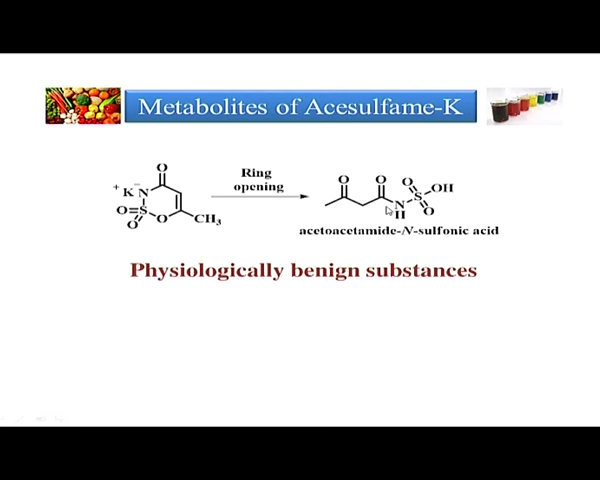 Metabolites of Acesulfame-K
O
+ K N −
O=S O CH3
O
Ring
opening
O O O OH
S
N
H O
acetoacetamide-N-sulfonic acid
Physiologically benign substances